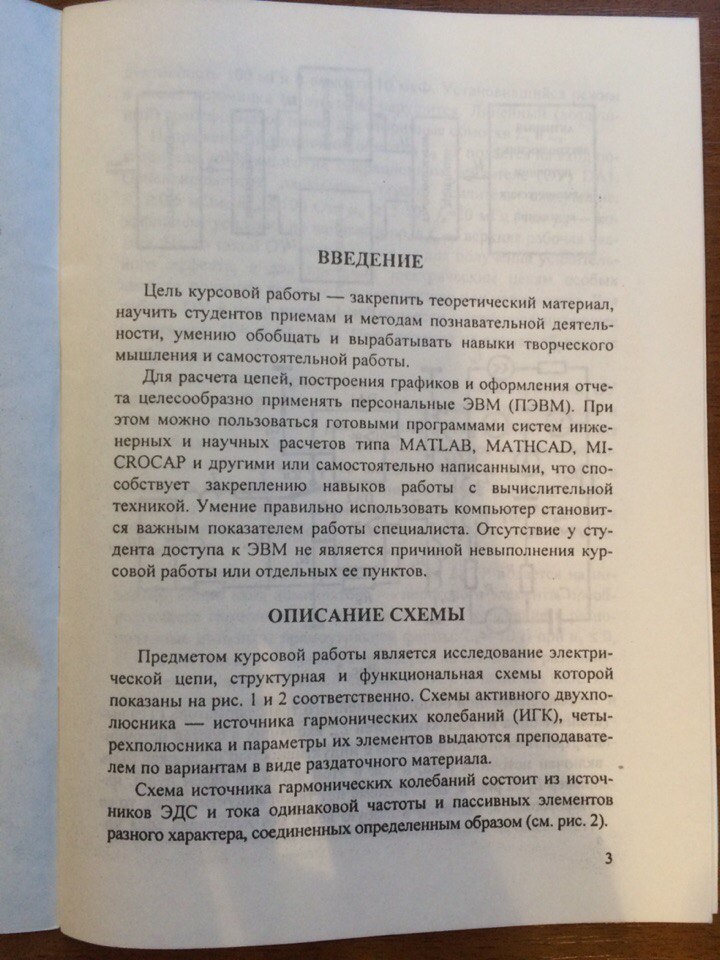 ВВЕДЕНИЕ
Цель курсовой работы — закрепить теоретический материал,
научить студентов приемам и методам познавательной деятель-
ности, умению обобщать и вырабатывать навыки творческого
мышления и самостоятельной работы.
Для расчета цепей, построения графиков и оформления отче-
та целесообразно применять персональные ЭВМ (ПЭВМ). При
этом можно пользоваться готовыми программами систем инже-
нерных и научных расчетов типа MATLAB, MATHCAD, MI-
CROCAP и другими или самостоятельно написанными, что спо-
собствует закреплению навыков работы с вычислительной
техникой. Умение правильно использовать компьютер становит-
ся важным показателем работы специалиста. Отсутствие у сту-
дента доступа к ЭВМ не является причиной невыполнения кур-
совой работы или отдельных ее пунктов.
ОПИСАНИЕ СХЕМЫ
Предметом курсовой работы является исследование электри-
ческой цепи, структурная и функциональная схемы которой
показаны на рис. 1 и 2 соответственно. Схемы активного двухпо-
люсника — источника гармонических колебаний (ИГК), четы-
рехполюсника и параметры их элементов выдаются преподавате-
лем по вариантам в виде раздаточного материала.
Схема источника гармонических колебаний состоит из источ-
ников ЭДС и тока одинаковой частоты и пассивных элементов
разного характера, соединенных определенным образом (см. рис. 2).
3